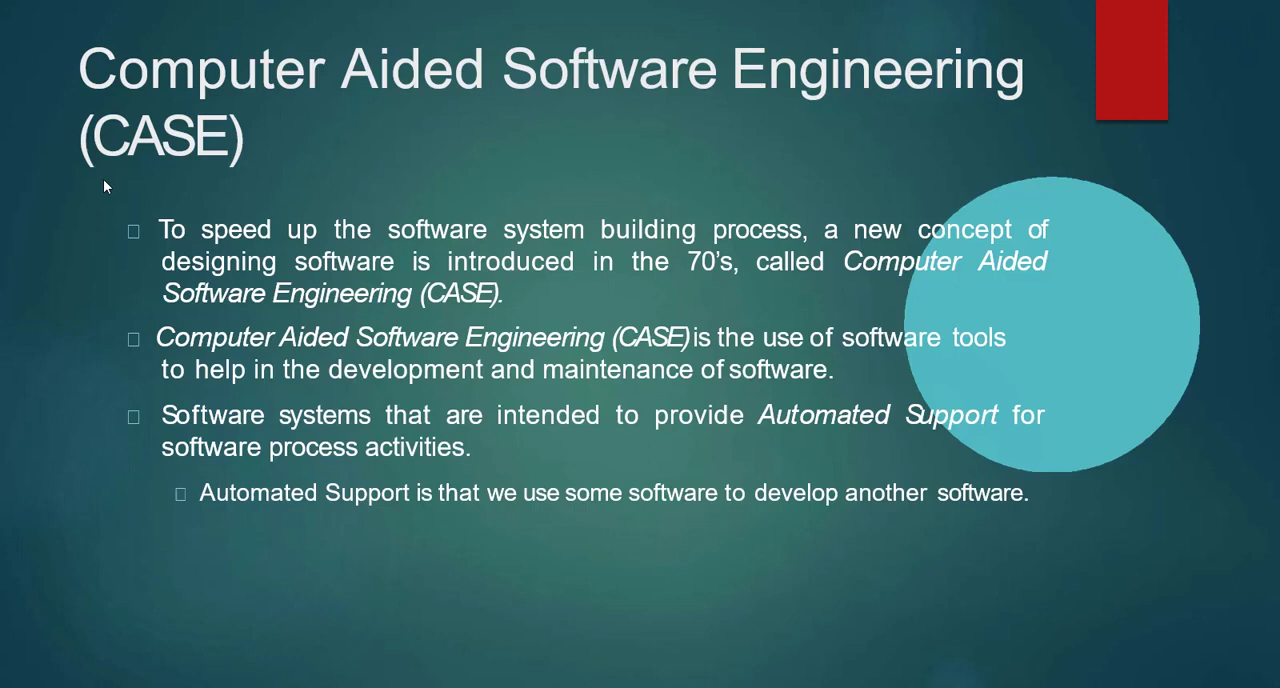 Computer Aided Software Engineering
(CASE)
To speed up the software system building process, a new concept of
designing software is introduced in the 70’s, called Computer Aided
Software Engineering (CASE).
Computer Aided Software Engineering (CASE) is the use of software tools
to help in the development and maintenance of software.
Software systems that are intended to provide Automated Support for
software process activities.
Automated Support is that we use some software to develop another software.